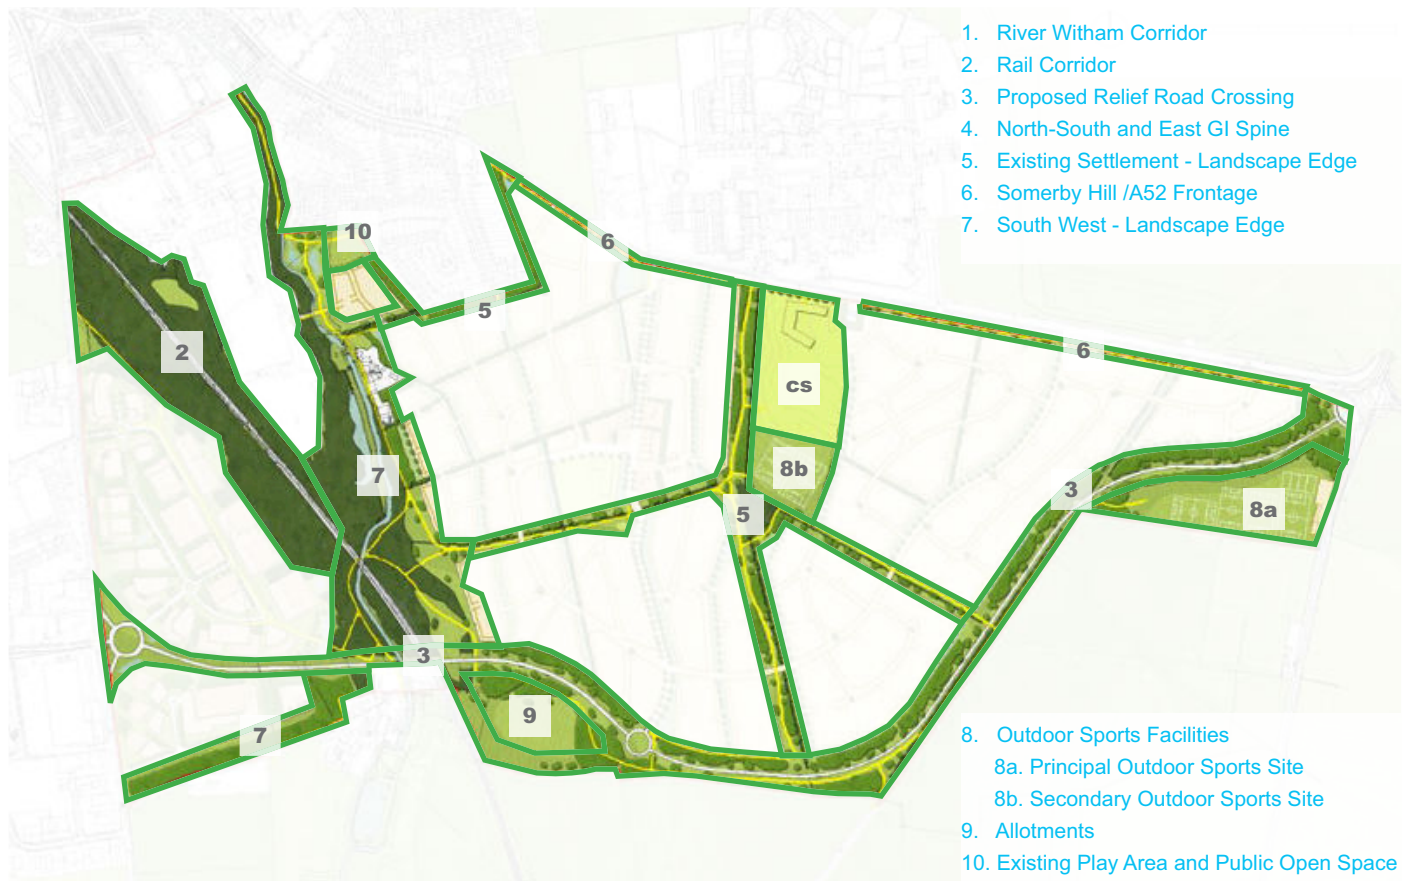 1. River Witham Corridor
2. Rail Corridor
3. Proposed Relief Road Crossing
4. North-South and East GI Spine
5. Existing Settlement - Landscape Edge
6. Somerby Hill /A52 Frontage
7. South West - Landscape Edge
10
6
5
2
6
cs
8b
7
3
5
8a
3
9
7
8. Outdoor Sports Facilities
8a. Principal Outdoor Sports Site
8b. Secondary Outdoor Sports Site
9. Allotments
10. Existing Play Area and Public Open Space